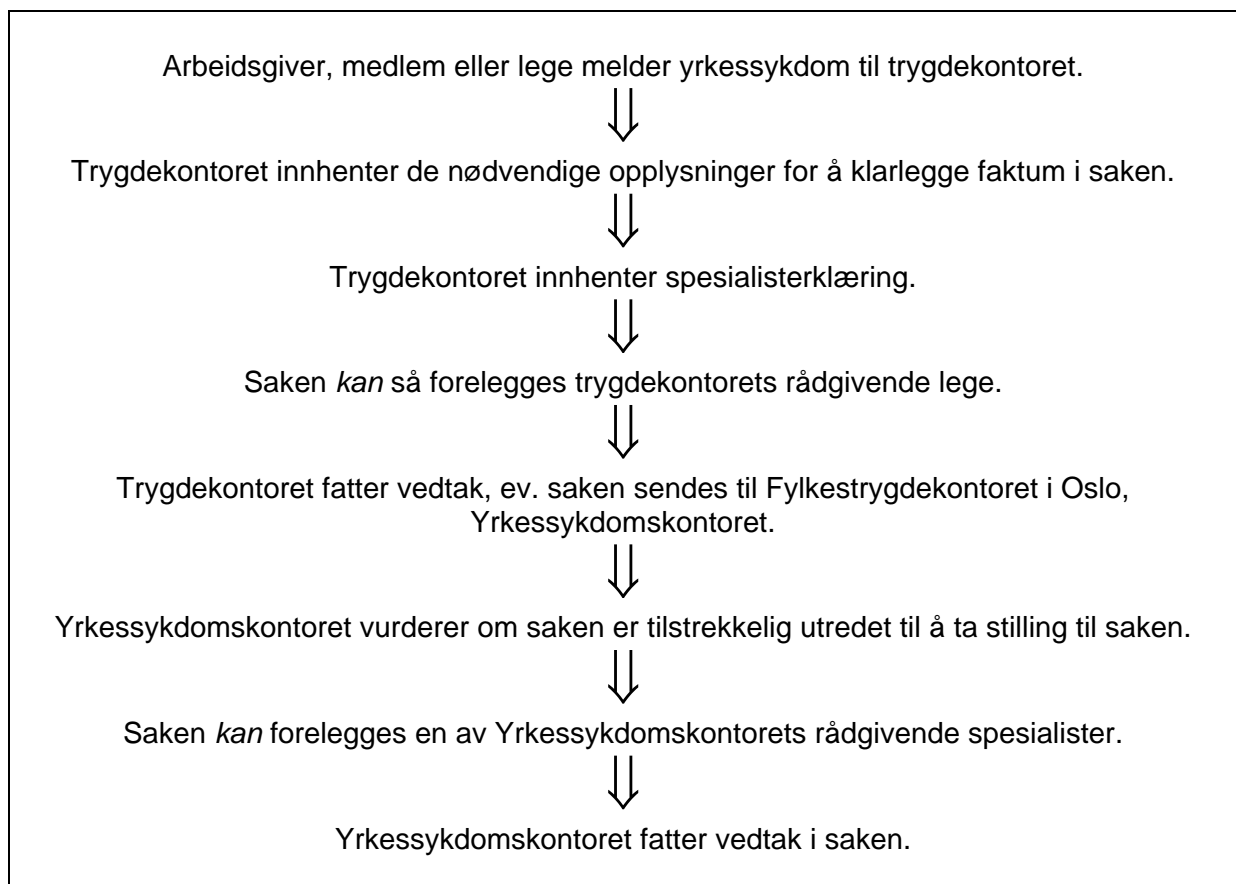 Arbeidsgiver, medlem eller lege melder yrkessykdom til trygdekontoret.
Trygdekontoret innhenter de nødvendige opplysninger for å klarlegge faktum i saken.
Trygdekontoret innhenter spesialisterklæring.
Saken kan så forelegges trygdekontorets rådgivende lege.
Trygdekontoret fatter vedtak, ev. saken sendes til Fylkestrygdekontoret i Oslo,
Yrkessykdomskontoret.
Yrkessykdomskontoret vurderer om saken er tilstrekkelig utredet til å ta stilling til saken.
Saken kan forelegges en av Yrkessykdomskontorets rådgivende spesialister.
Yrkessykdomskontoret fatter vedtak i saken.